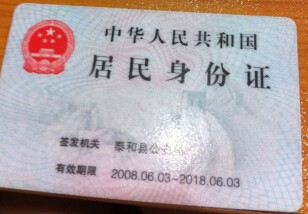 中华人民共和国
居民身份证
签发机关 泰和县公安局
有效期限 2008.06.03-2018.06.03